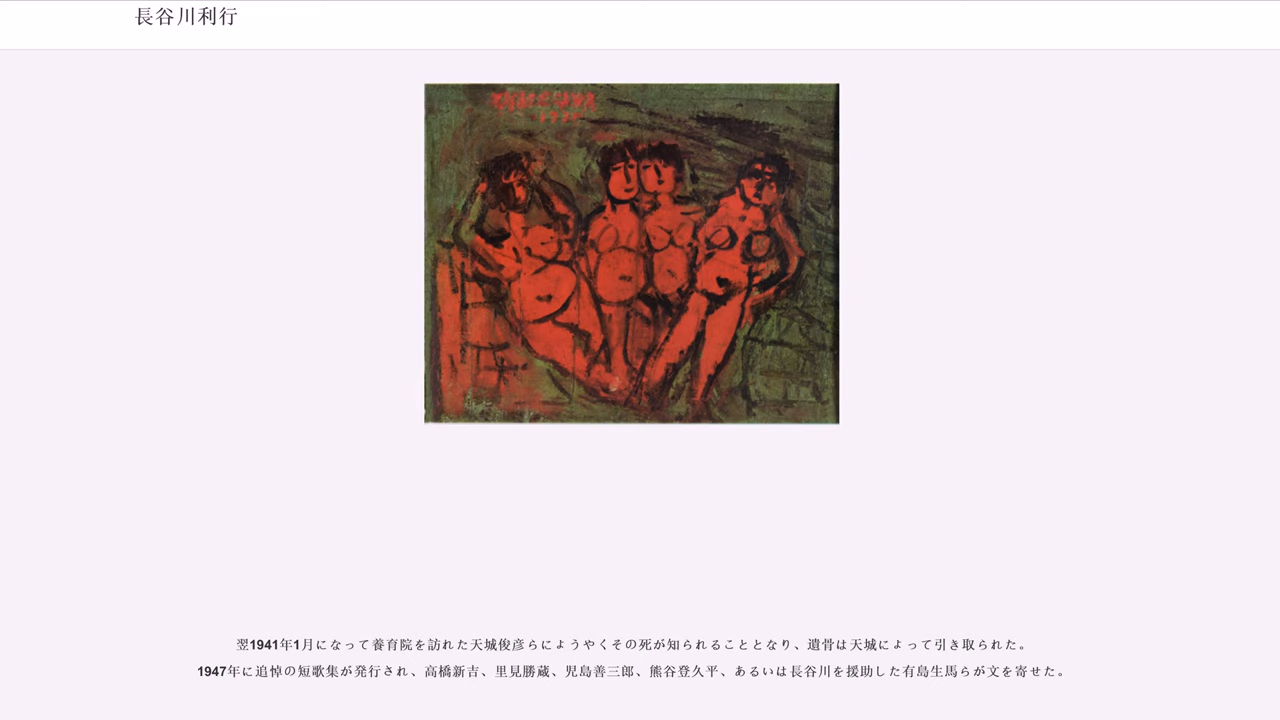 長谷川利行
翌1941年1月になって養育院を訪れた天城俊彦らにようやくその死が知られることとなり、遺骨は天城によって引き取られた。
1947年に追悼の短歌集が発行され、高橋新吉、里見勝蔵、児島善三郎、熊谷登久平、あるいは長谷川を援助した有島生馬らが文を寄せた。